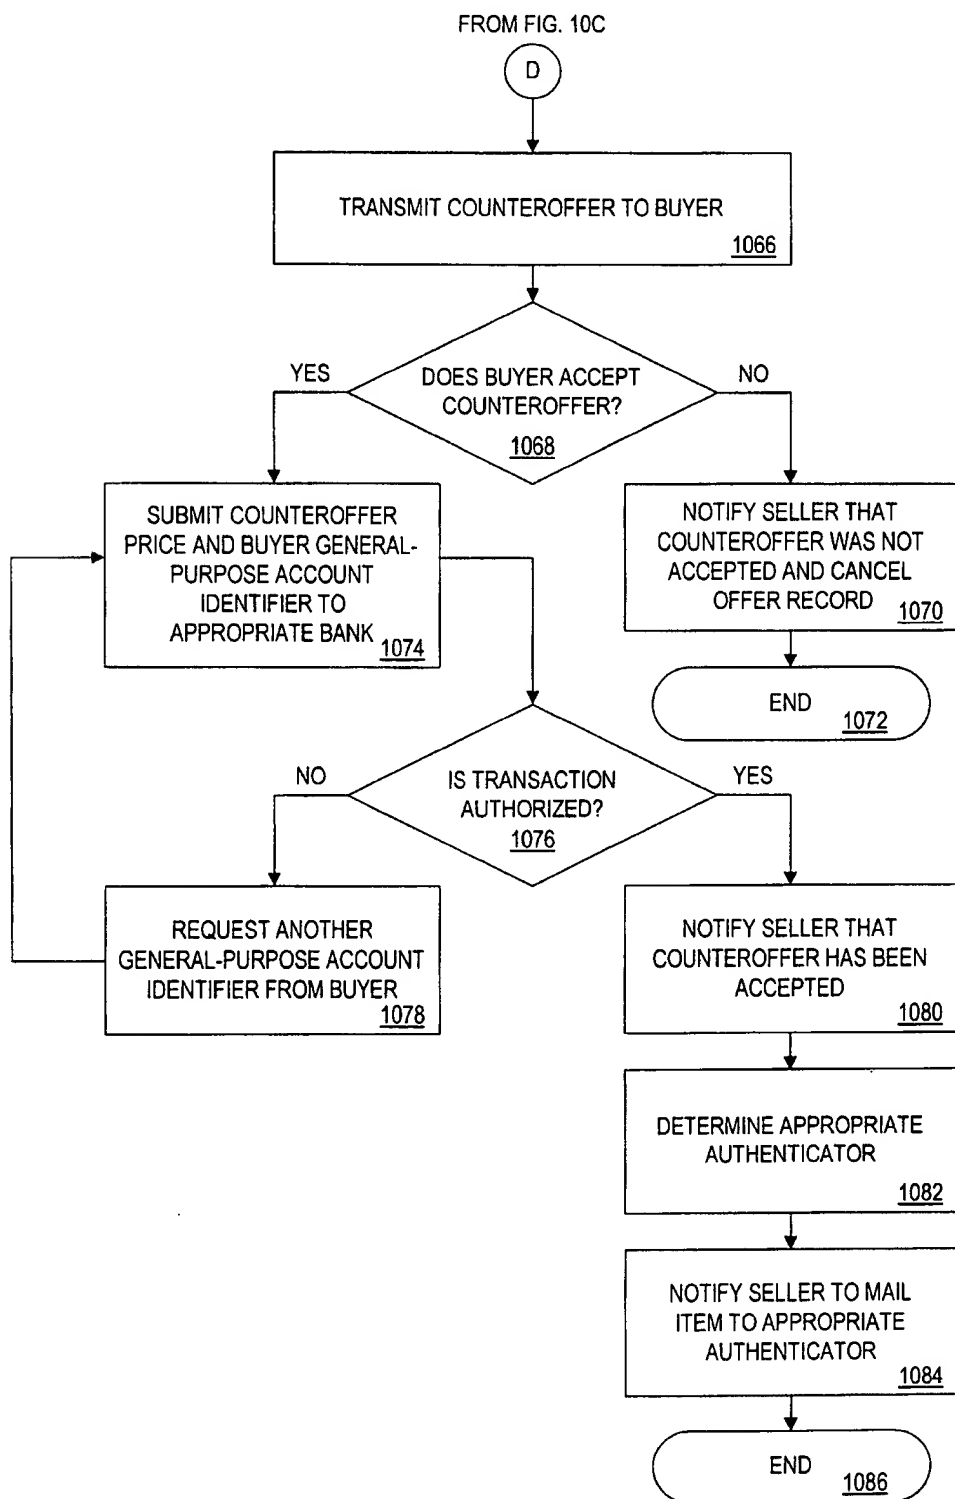 FROM FIG. 10C
D
TRANSMIT COUNTEROFFER TO BUYER
1066
YES
DOES BUYER ACCEPT
COUNTEROFFER?
1068
NO
SUBMIT COUNTEROFFER
PRICE AND BUYER GENERAL-
PURPOSE ACCOUNT
IDENTIFIER TO
APPROPRIATE BANK
1074
NOTIFY SELLER THAT
COUNTEROFFER WAS NOT
ACCEPTED AND CANCEL
OFFER RECORD
1070
END
1072
NO
IS TRANSACTION
AUTHORIZED?
1076
YES
REQUEST ANOTHER
GENERAL-PURPOSE ACCOUNT
IDENTIFIER FROM BUYER
1078
NOTIFY SELLER THAT
COUNTEROFFER HAS BEEN
ACCEPTED
1080
DETERMINE APPROPRIATE
AUTHENTICATOR
1082
NOTIFY SELLER TO MAIL
ITEM TO APPROPRIATE
AUTHENTICATOR
1084
END
1086